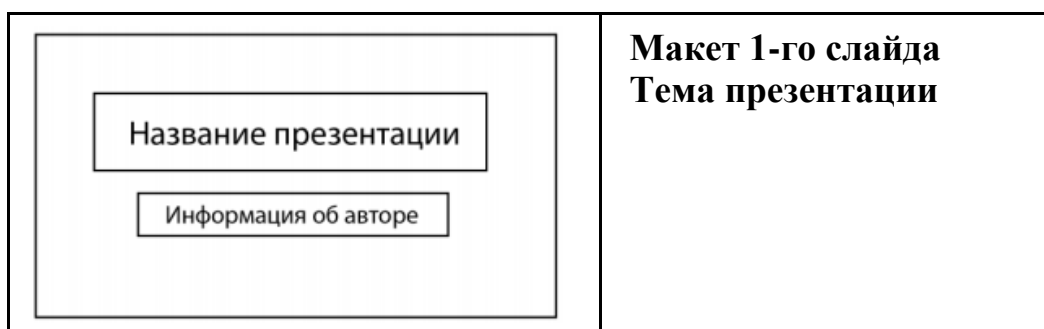 Название презентации
Информация об авторе
Макет 1-го слайда
Тема презентации